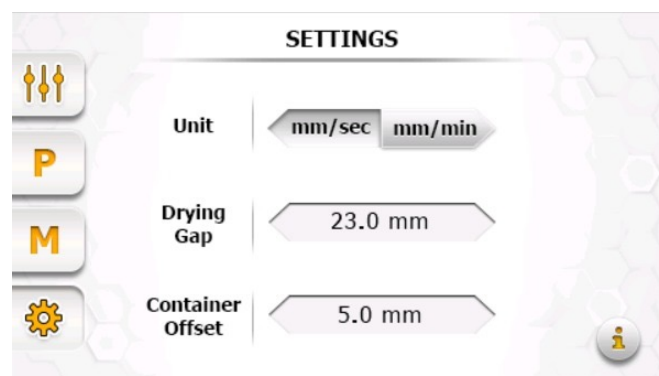 SETTINGS
Unit
mm/sec mm/min
P
Drying
Gap
23.0 mm
M
Container
Offset
5.0 mm
i